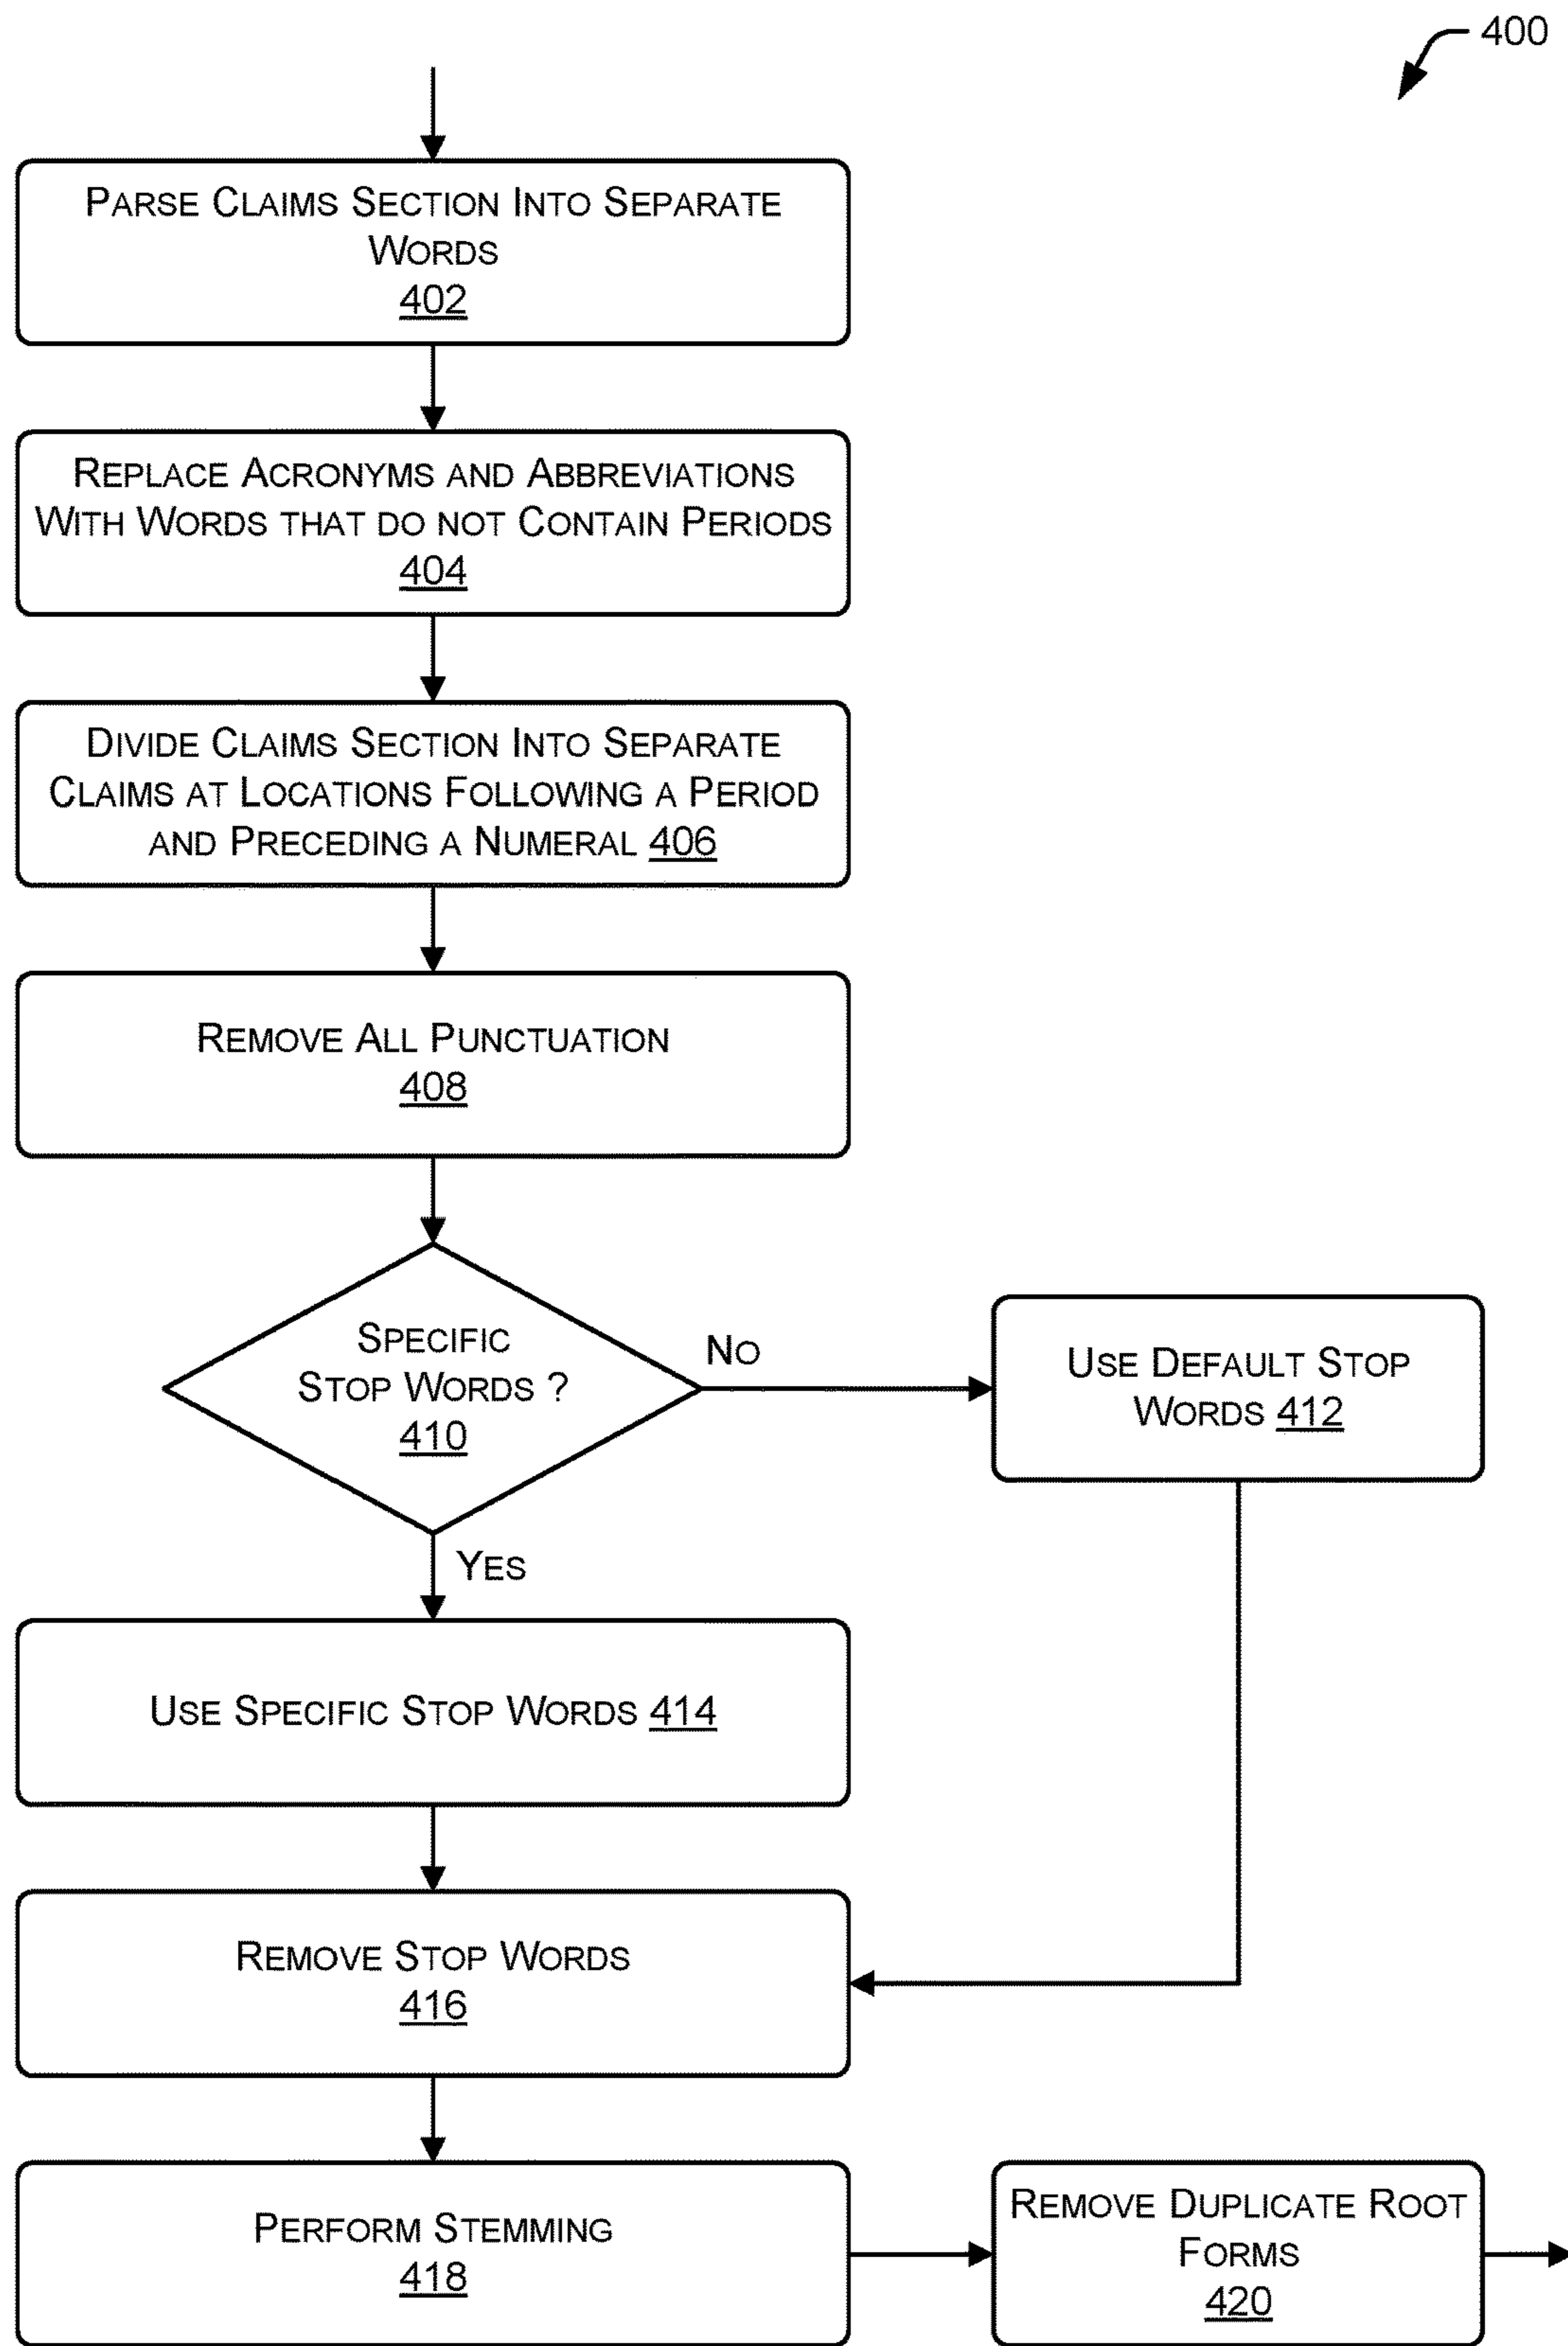 400
PARSE CLAIMS SECTION INTO SEPARATE
WORDS
402
REPLACE ACRONYMS AND ABBREVIATIONS
WITH WORDS THAT DO NOT CONTAIN PERIODS
404
DIVIDE CLAIMS SECTION INTO SEPARATE
CLAIMS AT LOCATIONS FOLLOWING A PERIOD
AND PRECEDING A NUMERAL 406
REMOVE ALL PUNCTUATION
408
SPECIFIC
STOP WORDS ?
410
NO
USE DEFAULT STOP
WORDS 412
YES
USE SPECIFIC STOP WORDS 414
REMOVE STOP WORDS
416
PERFORM STEMMING
418
REMOVE DUPLICATE ROOT
FORMS
420